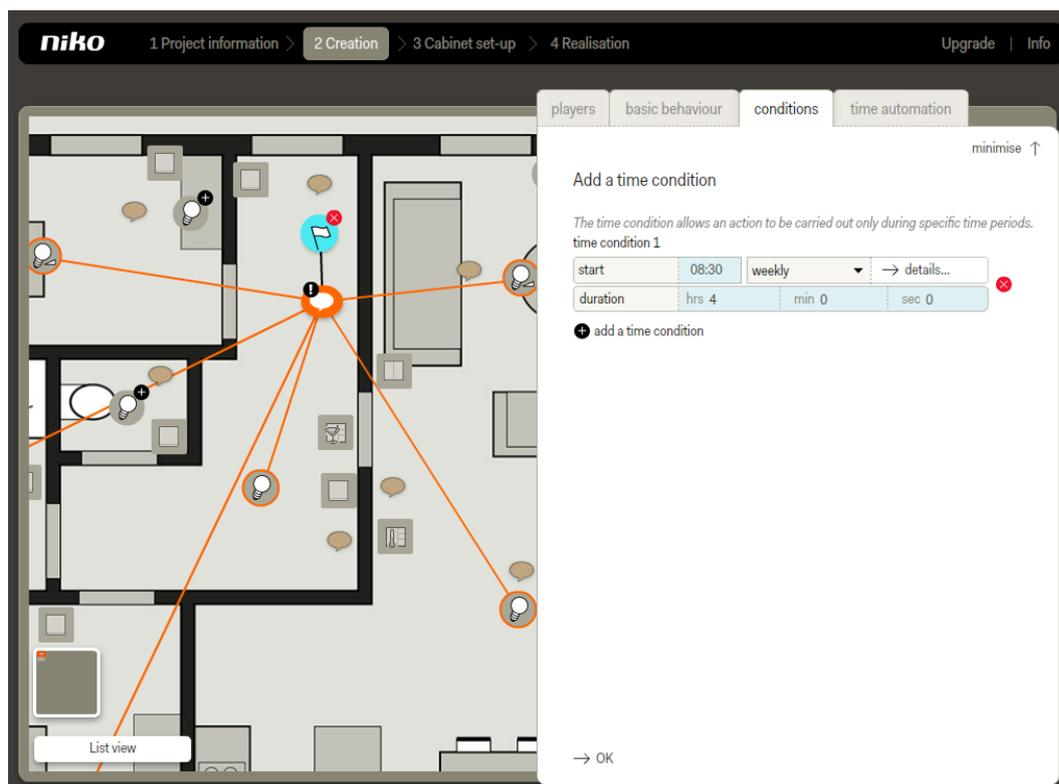 niko 1 Project information 2 Creation 3 Cabinet set-up 4 Realisation Upgrade | Info
players basic behaviour conditions time automation
minimise ↑
Add a time condition
The time condition allows an action to be carried out only during specific time periods.
time condition 1
start 08:30 weekly → details...
duration hrs 4 min 0 sec 0
add a time condition
List view
→ OK